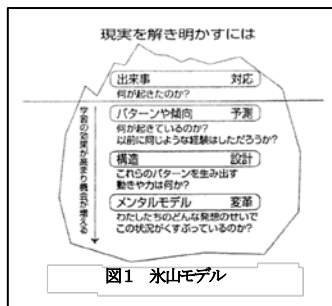 現実を解き明かすには
出来事 対応
何が起きたのか?
パターンや傾向 予測
何が起きているのか?
以前に同じような経験はしただろうか?
構造 設計
これらのパターンを生み出す
動きや力は何か?
メンタルモデル 変革
わたしたちのどんな発想のせいで
この状況がくすぶっているのか?
学習の効果が高まり機会が増える
図1 氷山モデル